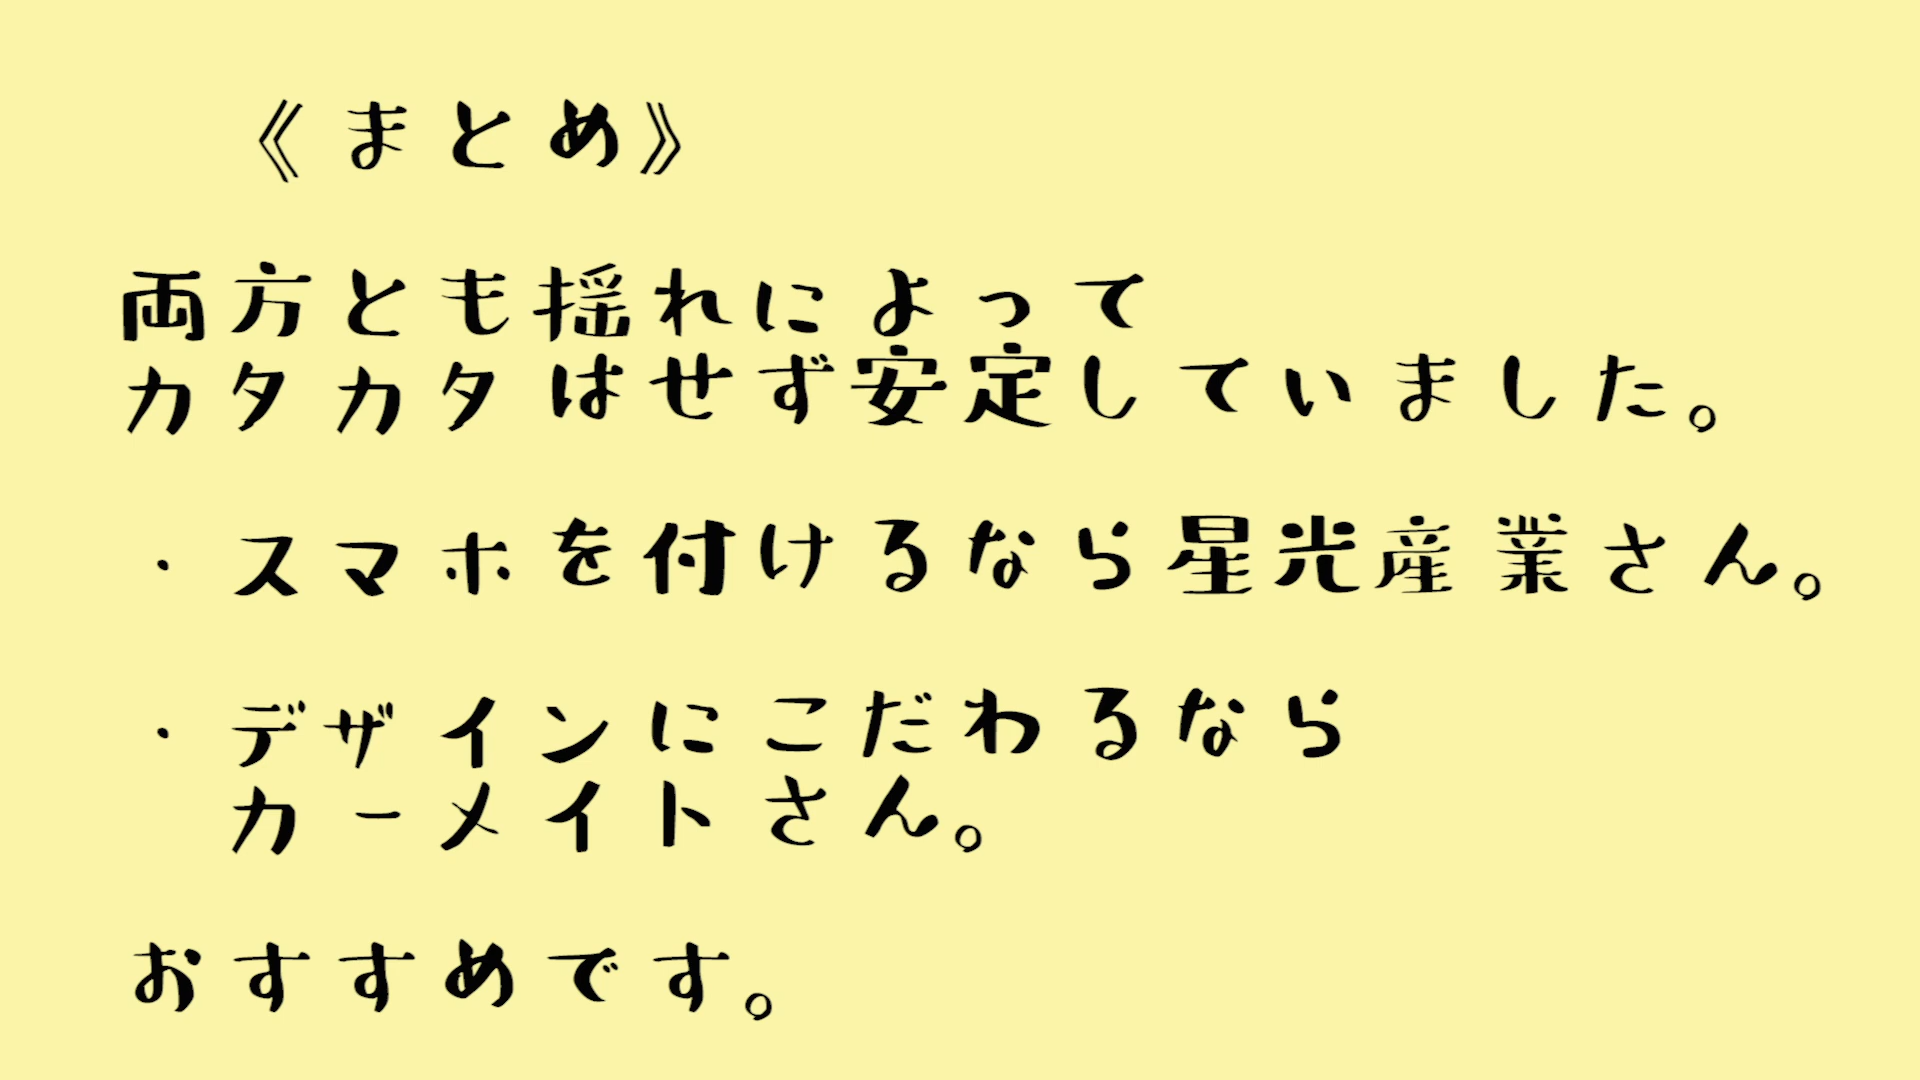 《まとめ》
両方とも揺れによって
カタカタはせず安定していました。
・スマホを付けるなら星光産業さん。
・デザインにこだわるなら
カーメイトさん。
おすすめです。